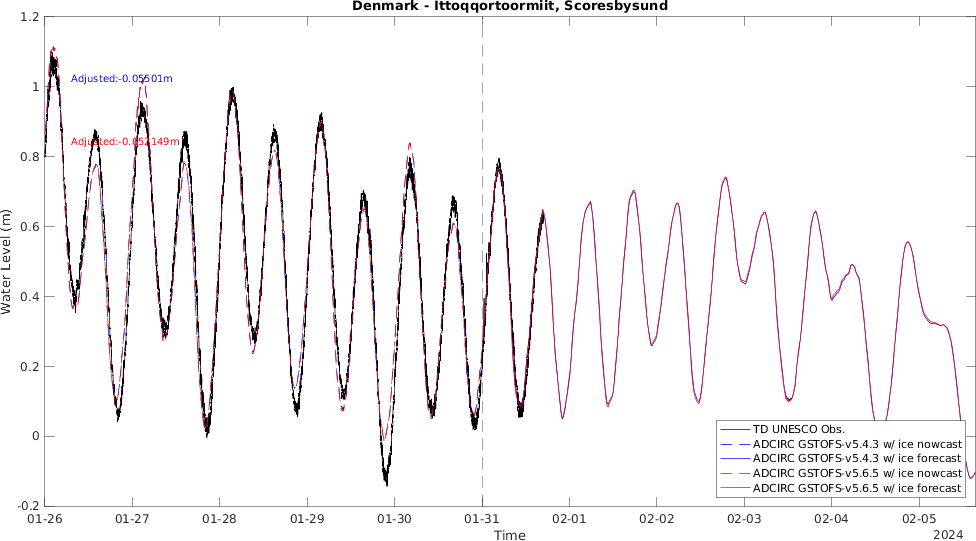 Denmark - Ittoqqortoormiit, Scoresbysund
1.2
1
0.8
0.6
0.4
0.2
0
-0.2
Water Level (m)
Adjusted:-0.05501m
Adjusted:-0.052149m
TD UNESCO Obs.
ADCIRC GSTOFS-v5.4.3 w/ ice nowcast
ADCIRC GSTOFS-v5.4.3 w/ ice forecast
ADCIRC GSTOFS-v5.6.5 w/ ice nowcast
ADCIRC GSTOFS-v5.6.5 w/ ice forecast
01-26 01-27 01-28 01-29 01-30 01-31 02-01 02-02 02-03 02-04 02-05
Time
2024